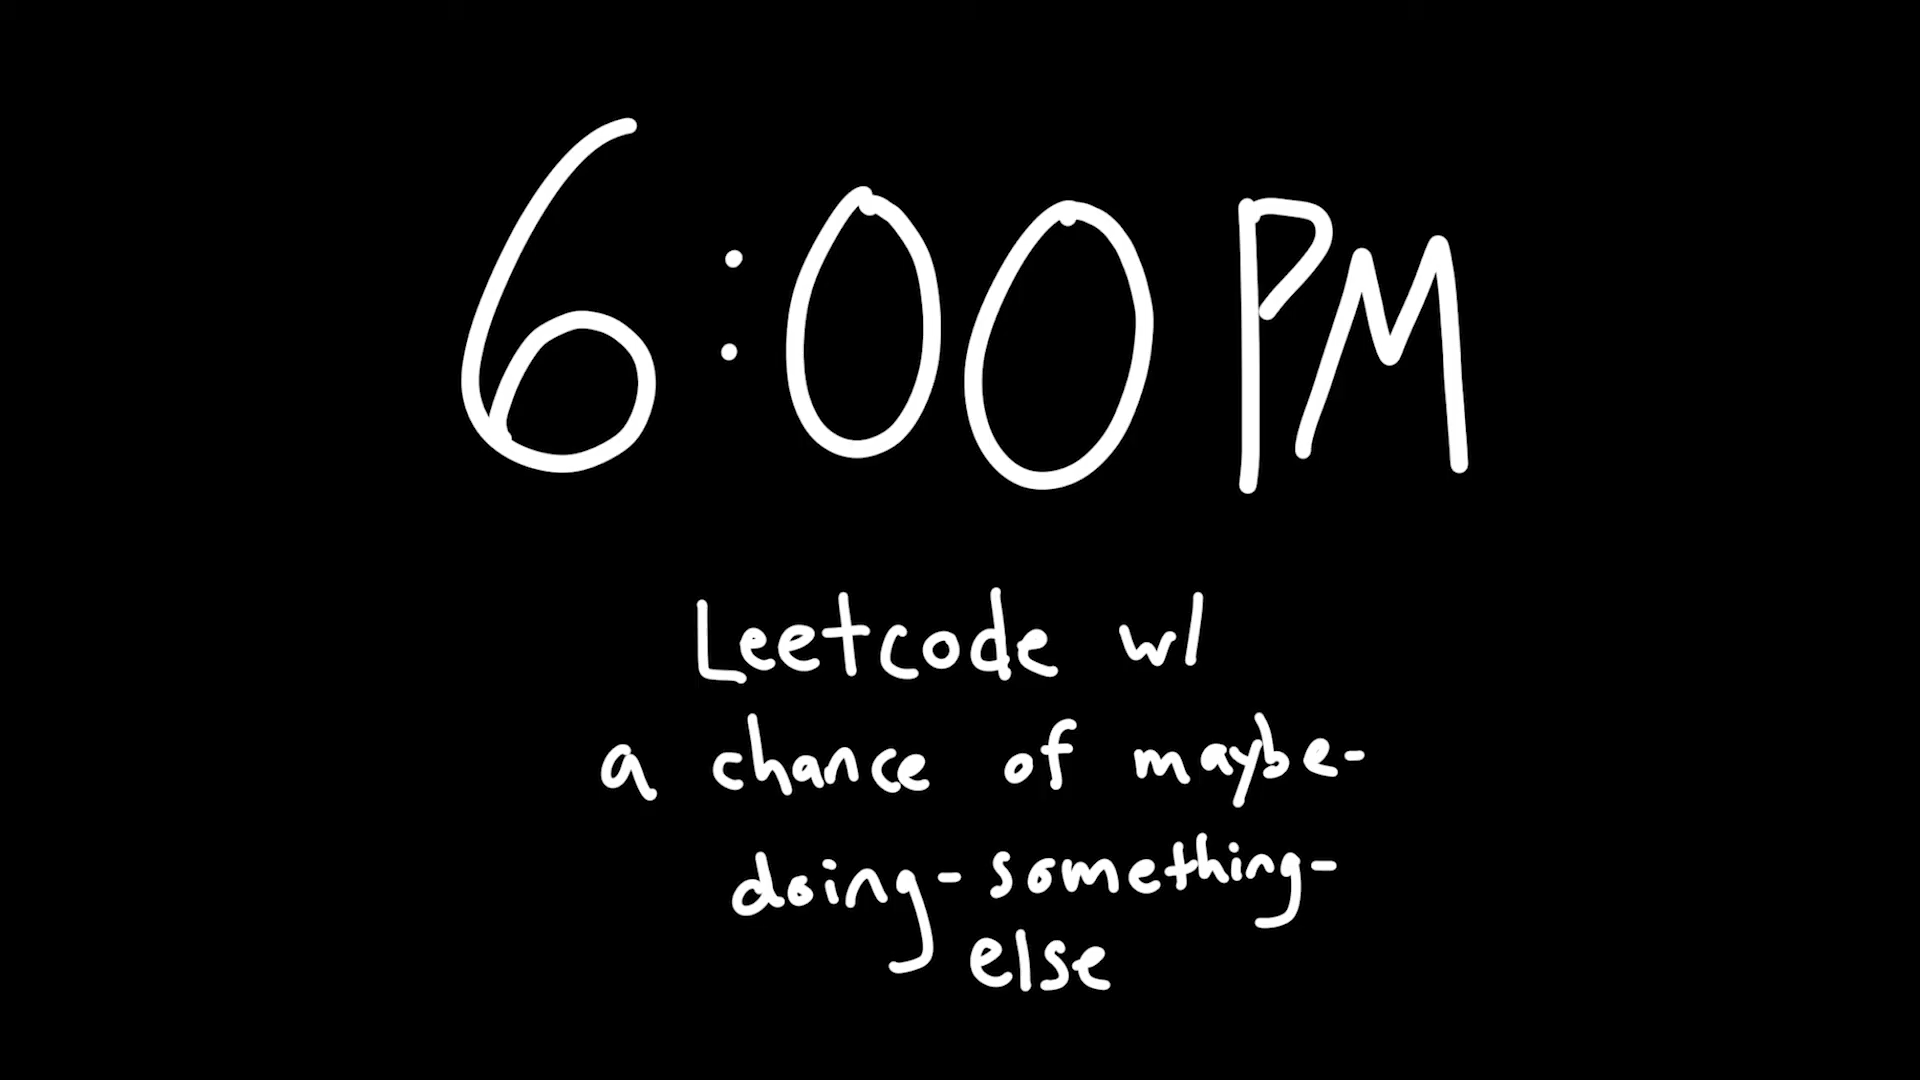 6:00 PM
Leetcode w/
a chance of maybe-
doing-something-
else